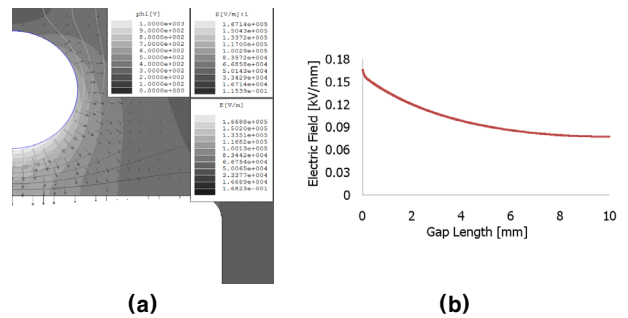 phi[V]
1.0000e+003
9.0000e+002
8.0000e+002
7.0000e+002
6.0000e+002
5.0000e+002
4.0000e+002
3.0000e+002
2.0000e+002
1.0000e+002
0.0000e+000
E[V/m]:1
1.6714e+005
1.5043e+005
1.3372e+005
1.1700e+005
1.0029e+005
8.3572e+004
6.6858e+004
5.0143e+004
3.3429e+004
1.6714e+004
1.1539e-001
E[V/m]
1.6688e+005
1.5020e+005
1.3351e+005
1.1682e+005
1.0013e+005
8.3442e+004
6.6754e+004
5.0065e+004
3.3377e+004
1.6689e+004
1.6823e-001
(a)
Electric Field [kV/mm]
0.18
0.15
0.12
0.09
0.06
0.03
0
0 2 4 6 8 10
Gap Length [mm]
(b)